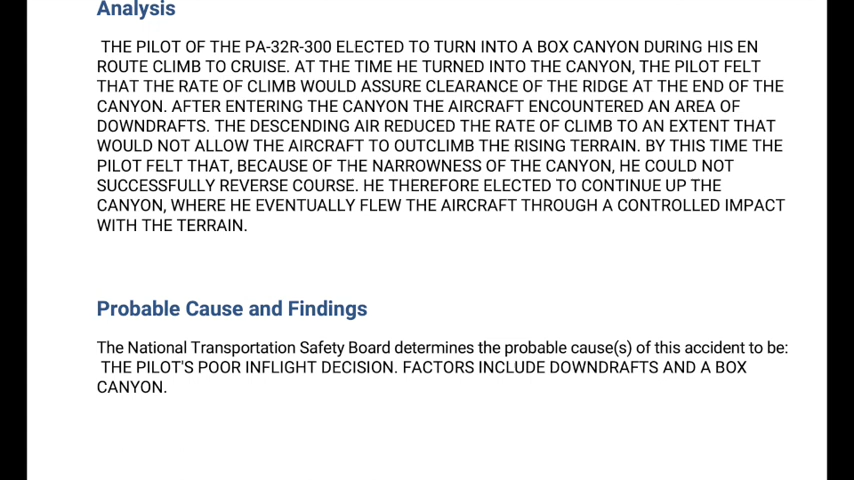 Analysis
THE PILOT OF THE PA-32R-300 ELECTED TO TURN INTO A BOX CANYON DURING HIS EN
ROUTE CLIMB TO CRUISE. AT THE TIME HE TURNED INTO THE CANYON, THE PILOT FELT
THAT THE RATE OF CLIMB WOULD ASSURE CLEARANCE OF THE RIDGE AT THE END OF THE
CANYON. AFTER ENTERING THE CANYON THE AIRCRAFT ENCOUNTERED AN AREA OF
DOWNDRAFTS. THE DESCENDING AIR REDUCED THE RATE OF CLIMB TO AN EXTENT THAT
WOULD NOT ALLOW THE AIRCRAFT TO OUTCLIMB THE RISING TERRAIN. BY THIS TIME THE
PILOT FELT THAT, BECAUSE OF THE NARROWNESS OF THE CANYON, HE COULD NOT
SUCCESSFULLY REVERSE COURSE. HE THEREFORE ELECTED TO CONTINUE UP THE
CANYON, WHERE HE EVENTUALLY FLEW THE AIRCRAFT THROUGH A CONTROLLED IMPACT
WITH THE TERRAIN.
Probable Cause and Findings
The National Transportation Safety Board determines the probable cause(s) of this accident to be:
THE PILOT'S POOR INFLIGHT DECISION. FACTORS INCLUDE DOWNDRAFTS AND A BOX
CANYON.